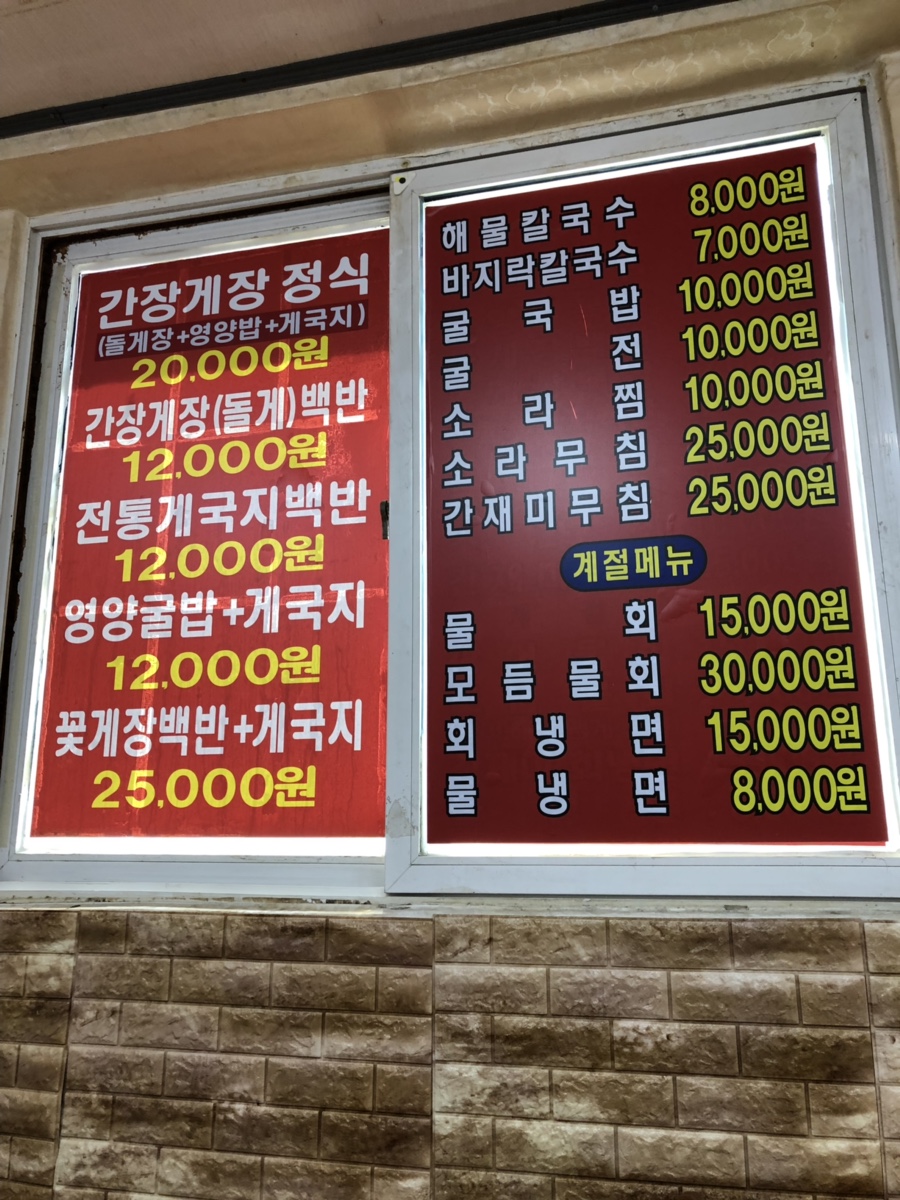 간장게장 정식
(돌게장+영양밥+게국지)
20,000원
간장게장(돌게)백반
12,000원
전통게국지백반
12,000원
영양굴밥+게국지
12,000원
꽃게장백반+게국지
25,000원
해물칼국수 8,000원
바지락칼국수 7,000원
굴국밥 10,000원
굴전 10,000원
소라찜 10,000원
소라무침 25,000원
간재미무침 25,000원
계절메뉴
물회 15,000원
모듬물회 30,000원
회냉면 15,000원
물냉면 8,000원